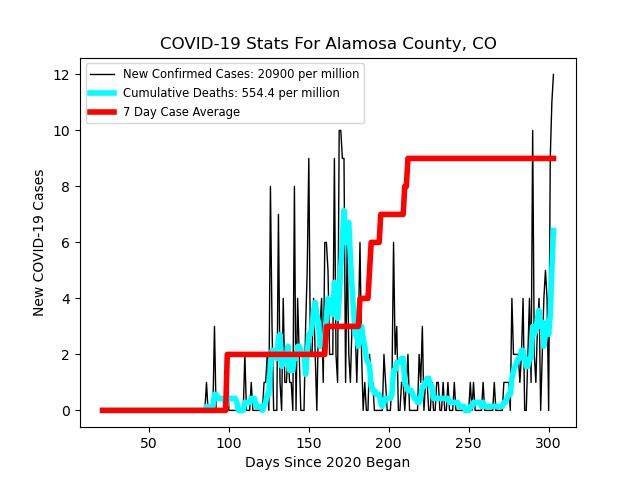 COVID-19 Stats For Alamosa County, CO
New Confirmed Cases: 20900 per million
Cumulative Deaths: 554.4 per million
7 Day Case Average
New COVID-19 Cases
12
10
8
6
4
2
0
50 100 150 200 250 300
Days Since 2020 Began